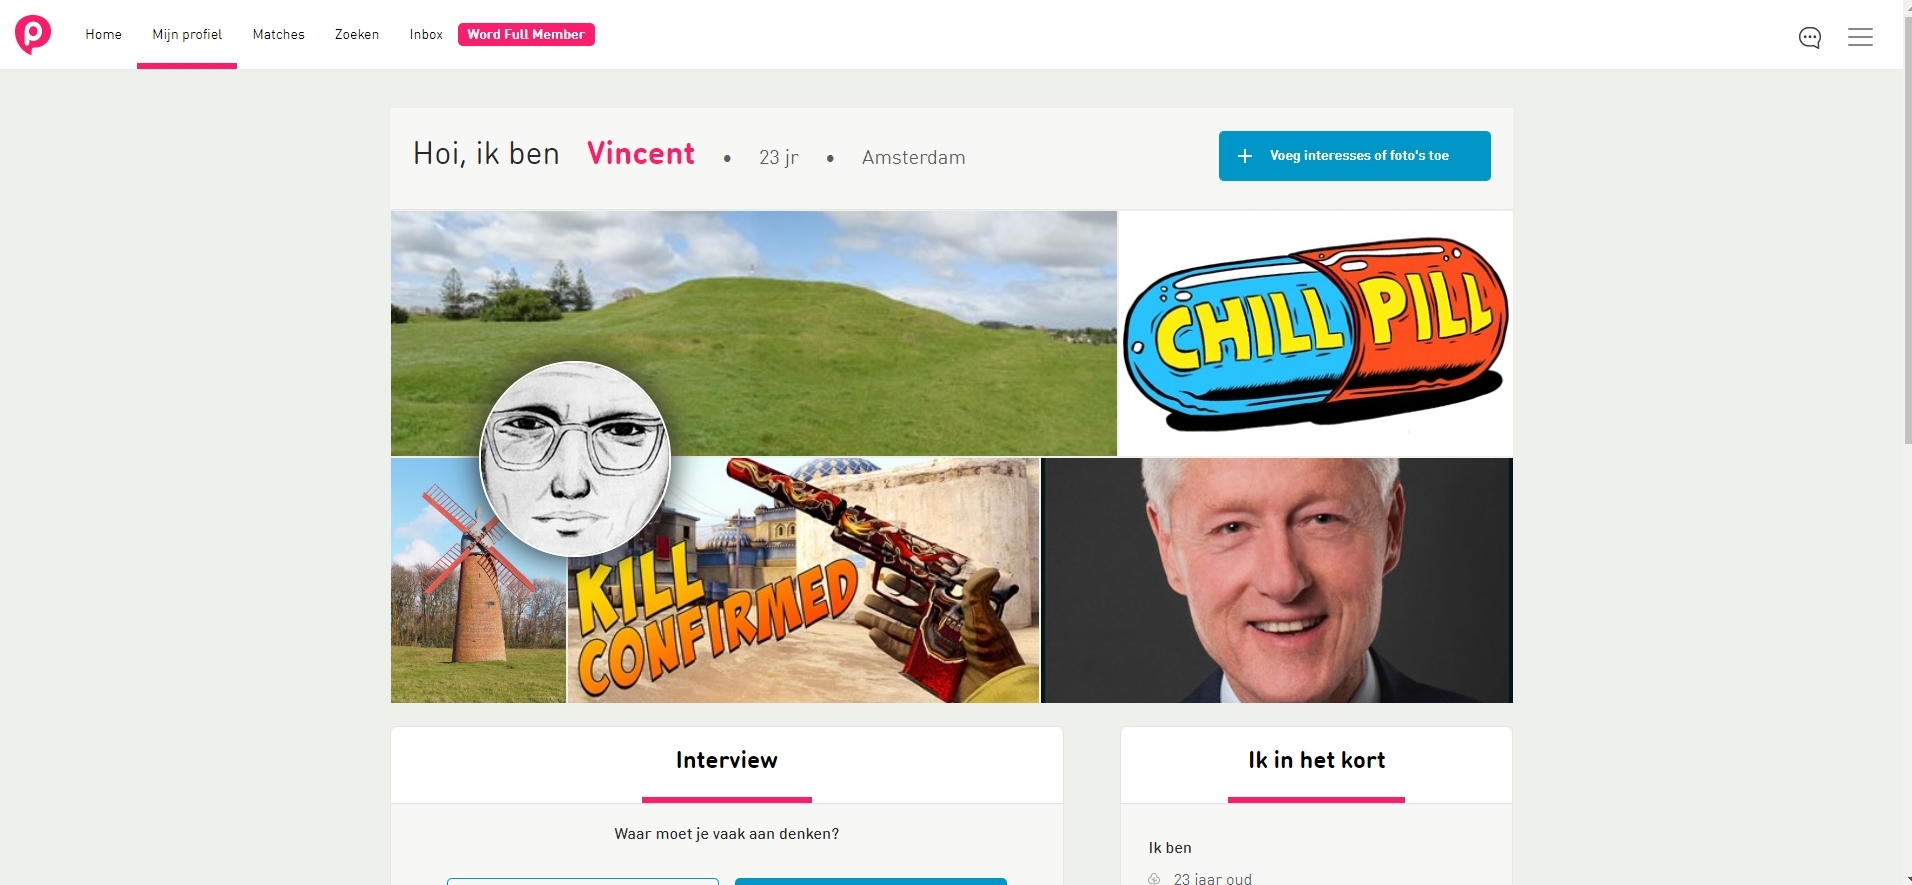 Home Mijn profiel Matches Zoeken Inbox Word Full Member
Hoi, ik ben Vincent • 23 jr • Amsterdam
Voeg interesses of foto's toe
CHILL PILL
KILL
CONFIRMED
Interview
Waar moet je vaak aan denken?
Ik in het kort
Ik ben
23 jaar oud